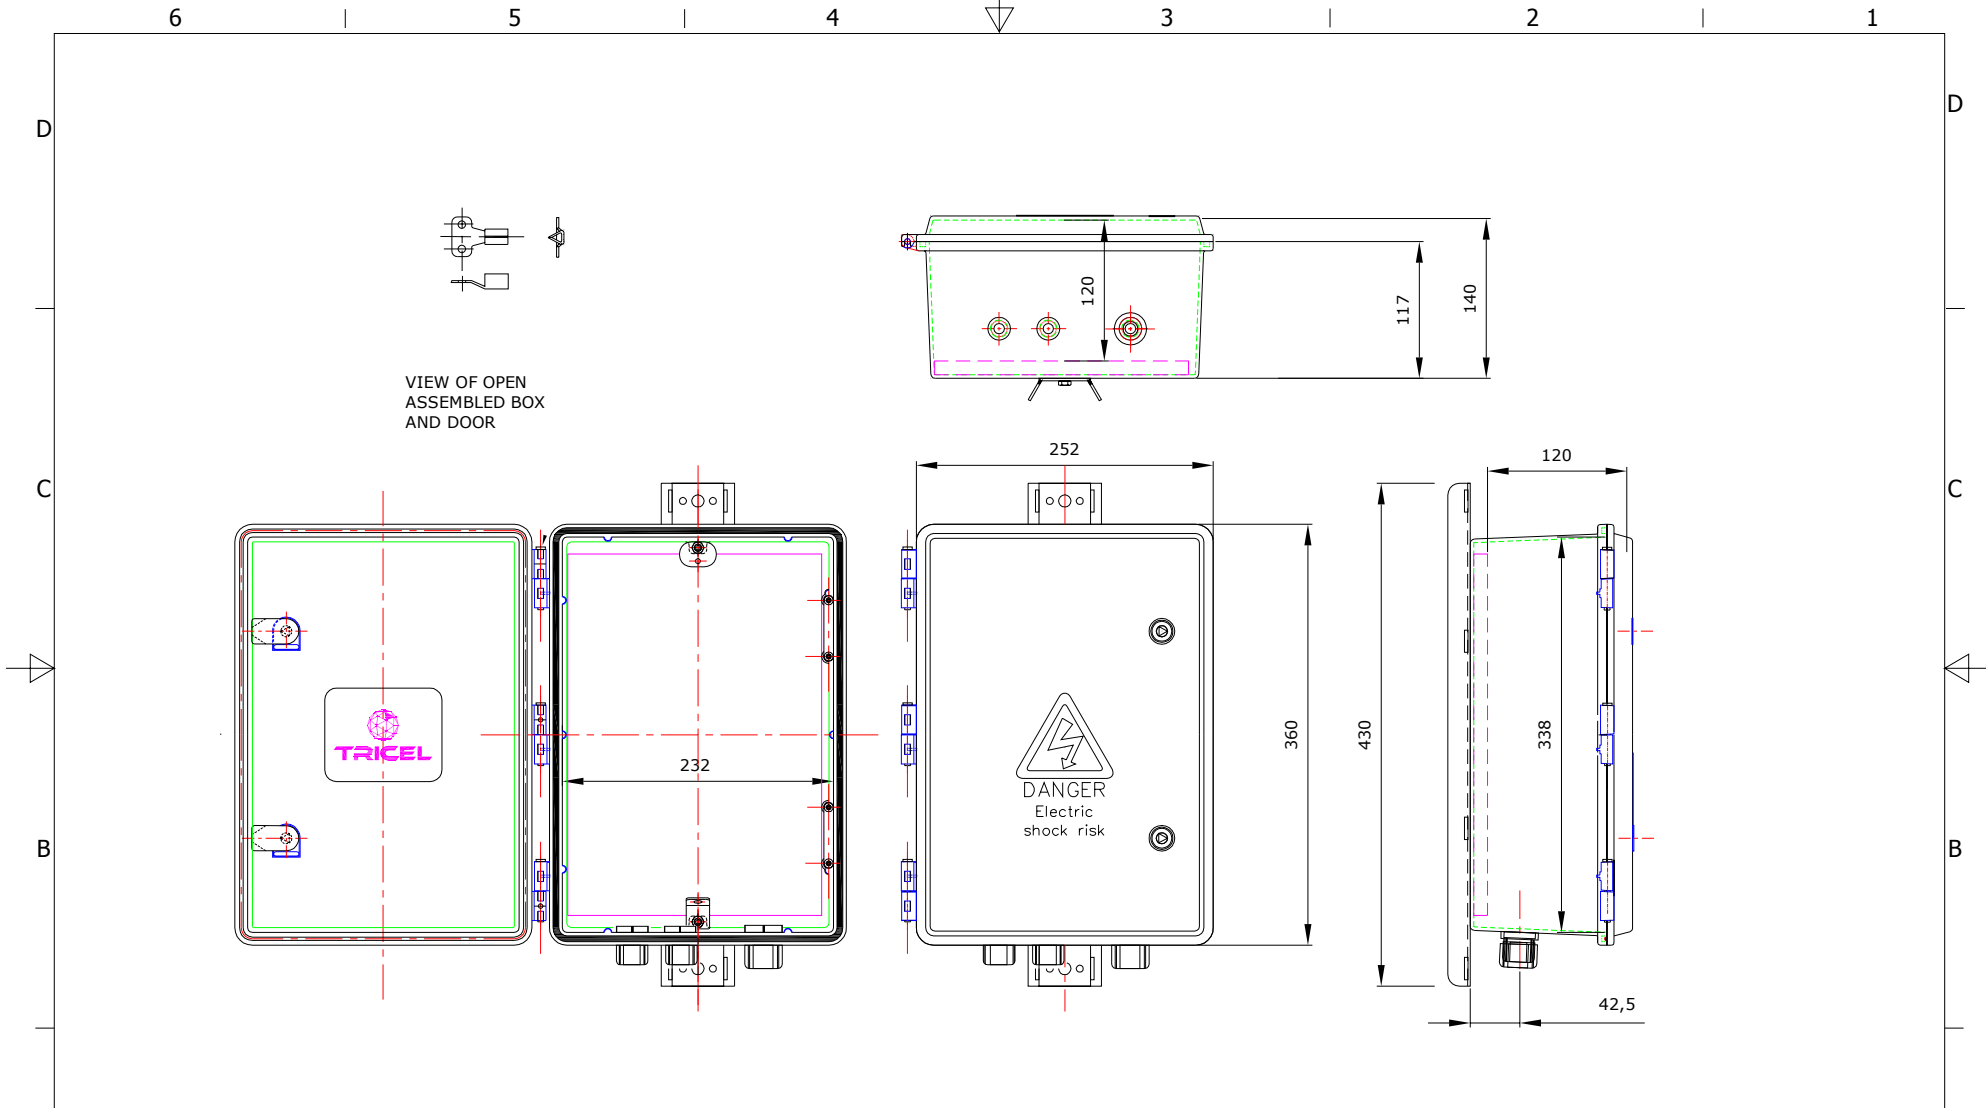 6 5 4 3 2 1
D D
120
117
140
VIEW OF OPEN
ASSEMBLED BOX
AND DOOR
252
120
C C
360
430
338
TRICEL
232
DANGER
Electric
shock risk
B B
42,5